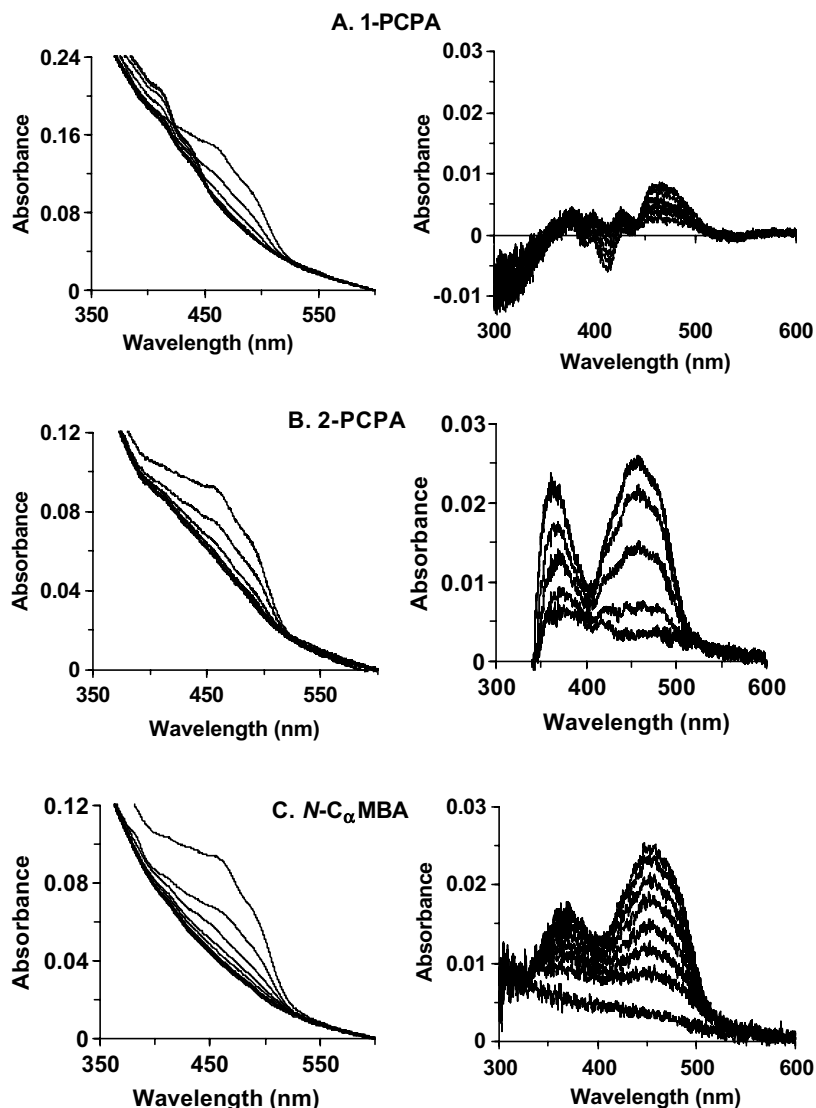 A. 1-PCPA
0.24
0.16
0.08
0
350 450 550
Absorbance
Wavelength (nm)
0.03
0.02
0.01
0
-0.01
300 400 500 600
Absorbance
Wavelength (nm)
B. 2-PCPA
0.12
0.08
0.04
0
350 450 550
Absorbance
Wavelength (nm)
0.03
0.02
0.01
0
300 400 500 600
Absorbance
Wavelength (nm)
C. N-CαMBA
0.12
0.08
0.04
0
350 450 550
Absorbance
Wavelength (nm)
0.03
0.02
0.01
0
300 400 500 600
Absorbance
Wavelength (nm)